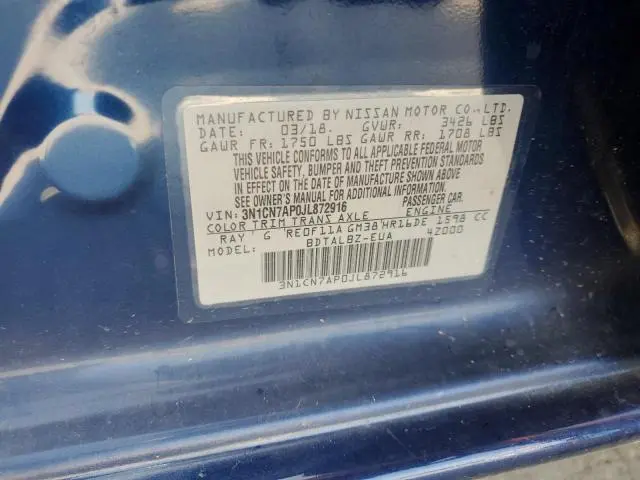 MANUFACTURED BY NISSAN MOTOR CO.,LTD.
DATE: 03/18. GVWR: 3426 LBS
GAWR FR: 1750 LBS GAWR RR: 1708 LBS
THIS VEHICLE CONFORMS TO ALL APPLICABLE FEDERAL MOTOR
VEHICLE SAFETY, BUMPER AND THEFT PREVENTION STANDARDS
IN EFFECT ON THE DATE OF MANUFACTURE SHOWN ABOVE.
SEE OWNER'S MANUAL FOR ADDITIONAL INFORMATION
VIN: 3N1CN7AP0JL872916 PASSENGER CAR.
COLOR TRIM TRANS AXLE ENGINE
RAY G RE0F11A GM38 HR16DE 1598 CC
BDTALBZ-EUA 4Z000
MODEL:
3N1CN7AP0JL872916